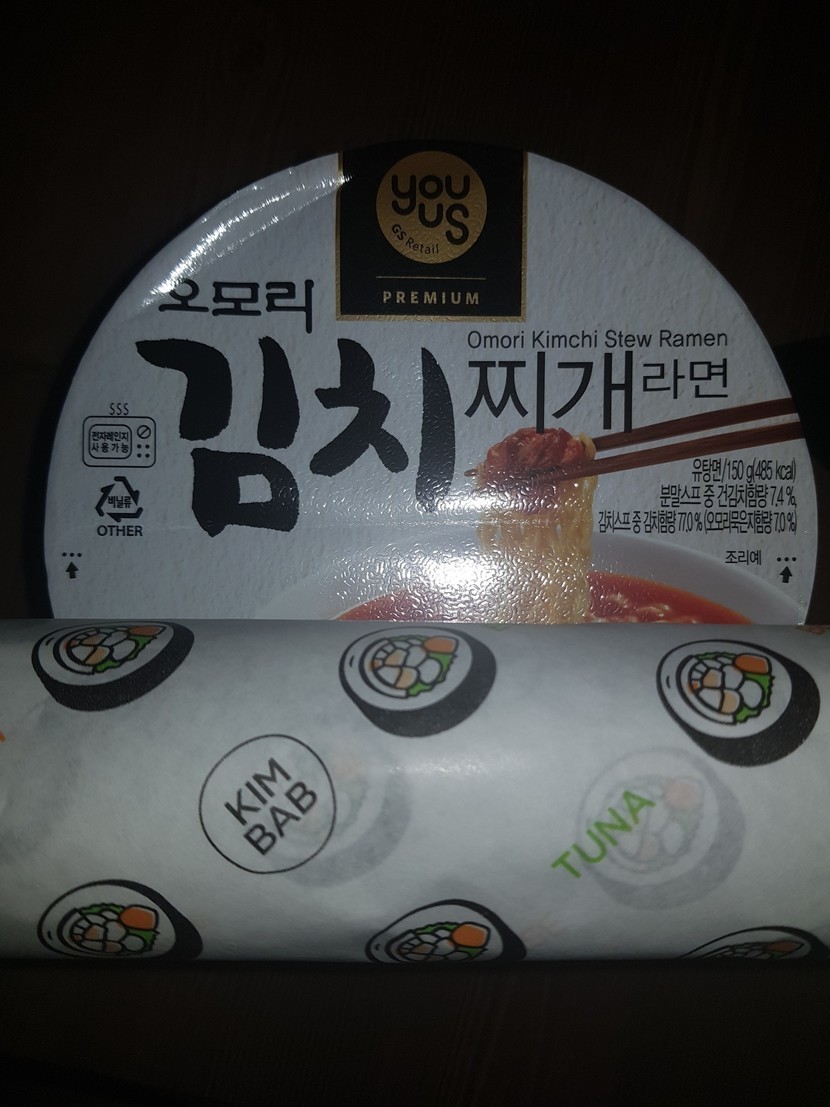 you
us
GS Retail
PREMIUM
오모리
Omori Kimchi Stew Ramen
김치
찌개라면
전자레인지
사용가능
비닐류
OTHER
유탕면/150 g(485 kcal)
분말스프 중 건김치함량 7.4 %,
김치스프 중 김치함량 77.0 % (오모리묵은지함량 7.0 %)
조리예
KIM
BAB
TUNA